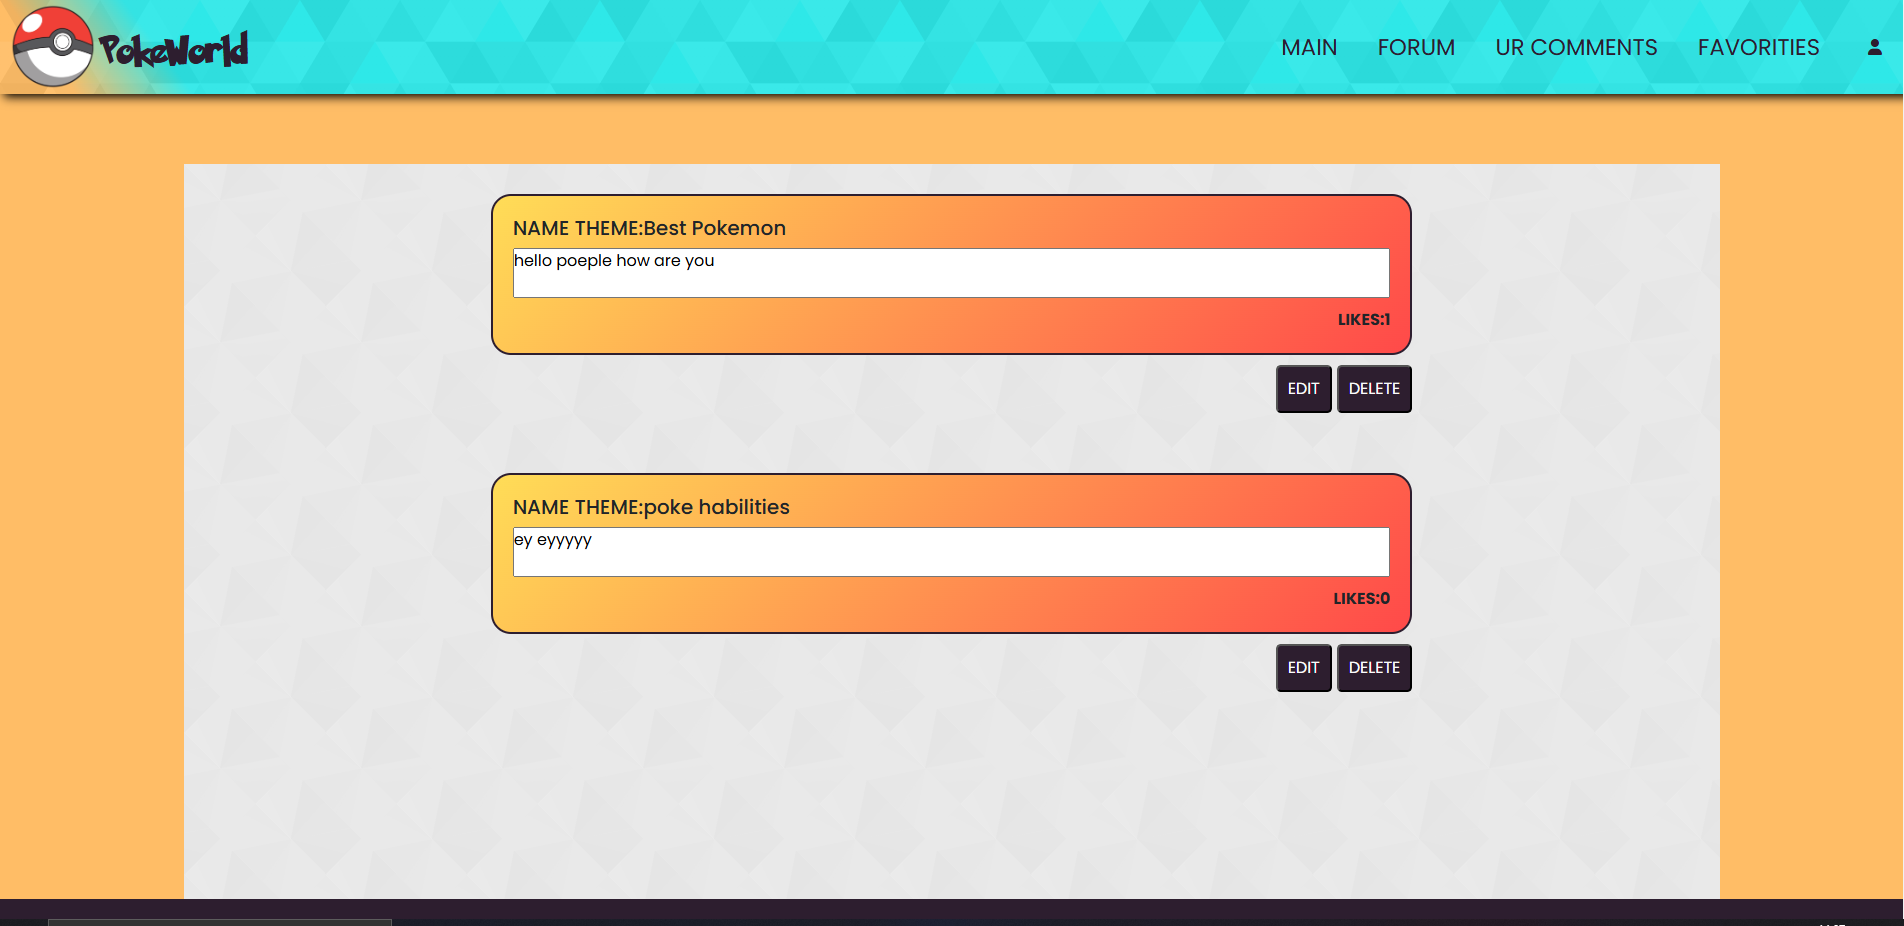 PokeWorld
MAIN FORUM UR COMMENTS FAVORITIES
NAME THEME:Best Pokemon
hello poeple how are you
LIKES:1
EDIT DELETE
NAME THEME:poke habilities
ey eyyyyy
LIKES:0
EDIT DELETE